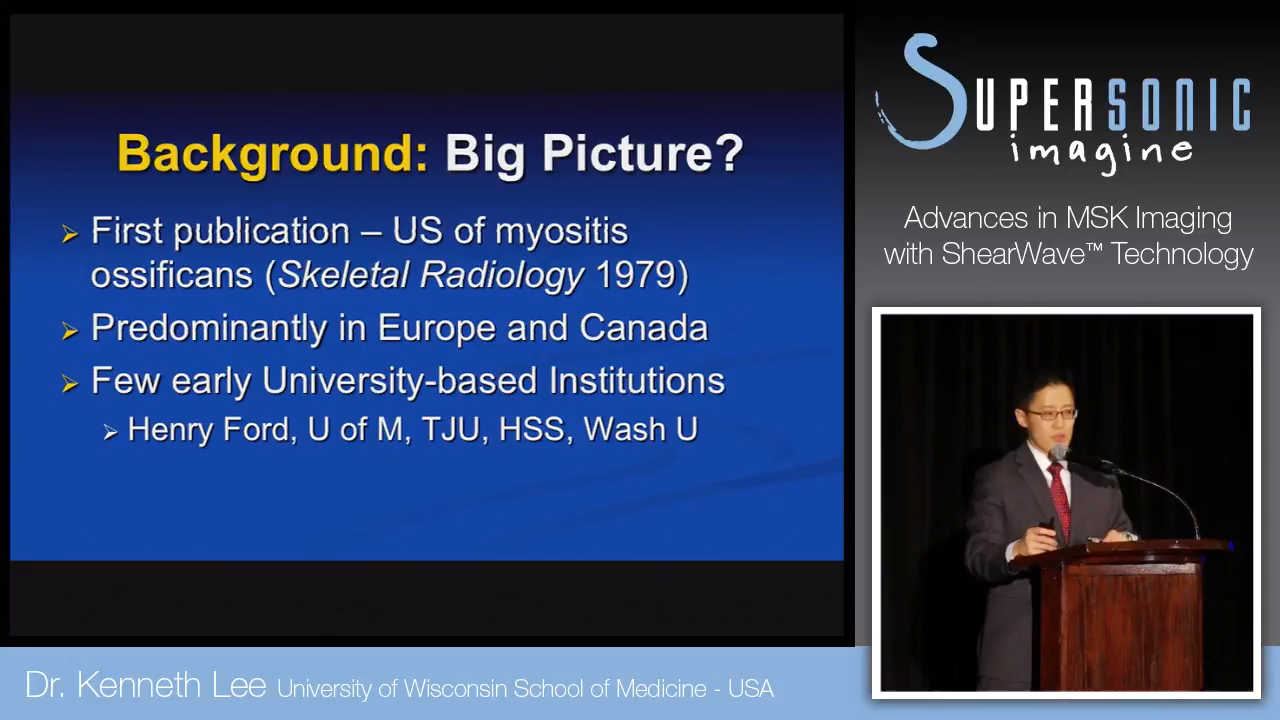 Background: Big Picture?
First publication – US of myositis
ossificans (Skeletal Radiology 1979)
Predominantly in Europe and Canada
Few early University-based Institutions
Henry Ford, U of M, TJU, HSS, Wash U
SUPERSONIC
imagine
Advances in MSK Imaging
with ShearWave™ Technology
Dr. Kenneth Lee University of Wisconsin School of Medicine - USA